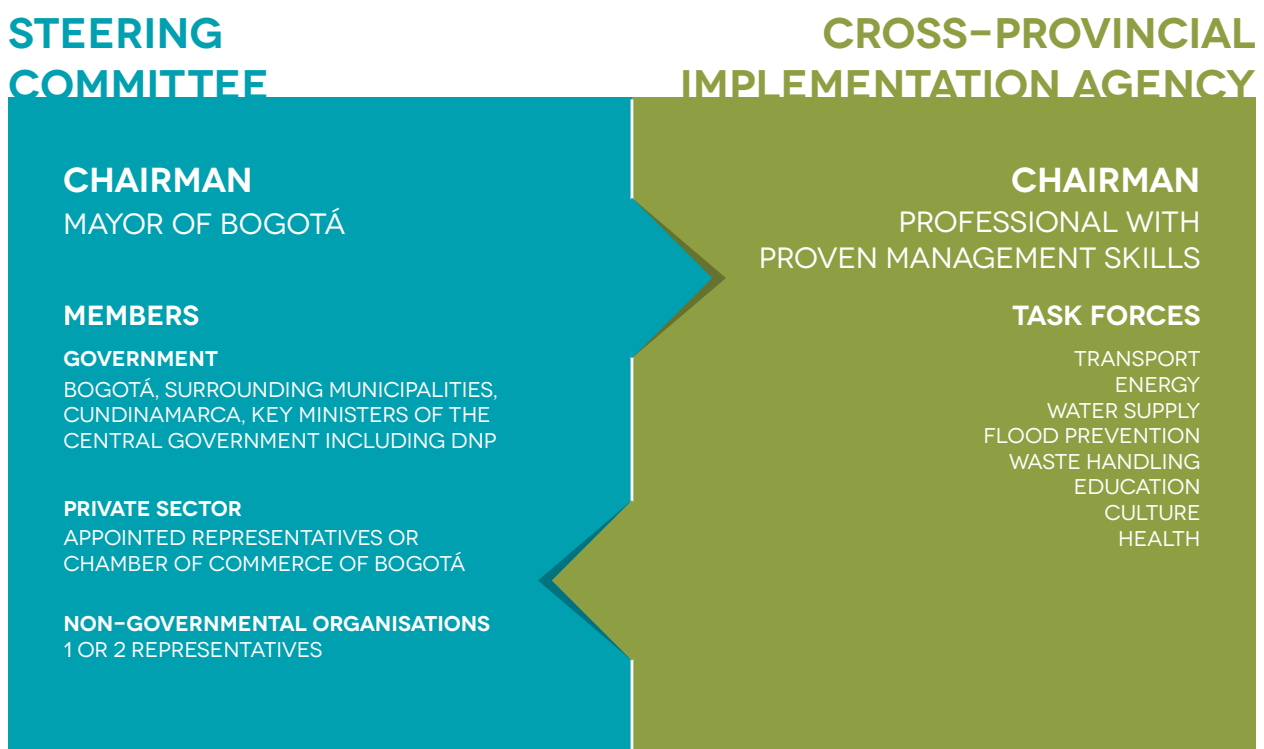 STEERING
COMMITTEE
CHAIRMAN
MAYOR OF BOGOTÁ
MEMBERS
GOVERNMENT
BOGOTÁ, SURROUNDING MUNICIPALITIES,
CUNDINAMARCA, KEY MINISTERS OF THE
CENTRAL GOVERNMENT INCLUDING DNP
PRIVATE SECTOR
APPOINTED REPRESENTATIVES OR
CHAMBER OF COMMERCE OF BOGOTÁ
NON-GOVERNMENTAL ORGANISATIONS
1 OR 2 REPRESENTATIVES
CROSS-PROVINCIAL
IMPLEMENTATION AGENCY
CHAIRMAN
PROFESSIONAL WITH
PROVEN MANAGEMENT SKILLS
TASK FORCES
TRANSPORT
ENERGY
WATER SUPPLY
FLOOD PREVENTION
WASTE HANDLING
EDUCATION
CULTURE
HEALTH